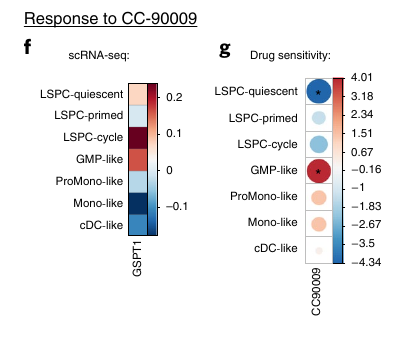 Response to CC-90009
f
scRNA-seq:
LSPC-quiescent
LSPC-primed
LSPC-cycle
GMP-like
ProMono-like
Mono-like
cDC-like
0.2
0.1
0
−0.1
GSPT1
g
Drug sensitivity:
LSPC-quiescent
LSPC-primed
LSPC-cycle
GMP-like
ProMono-like
Mono-like
cDC-like
*
*
4.01
3.18
2.34
1.51
0.67
−0.16
−1
−1.83
−2.67
−3.5
−4.34
CC90009